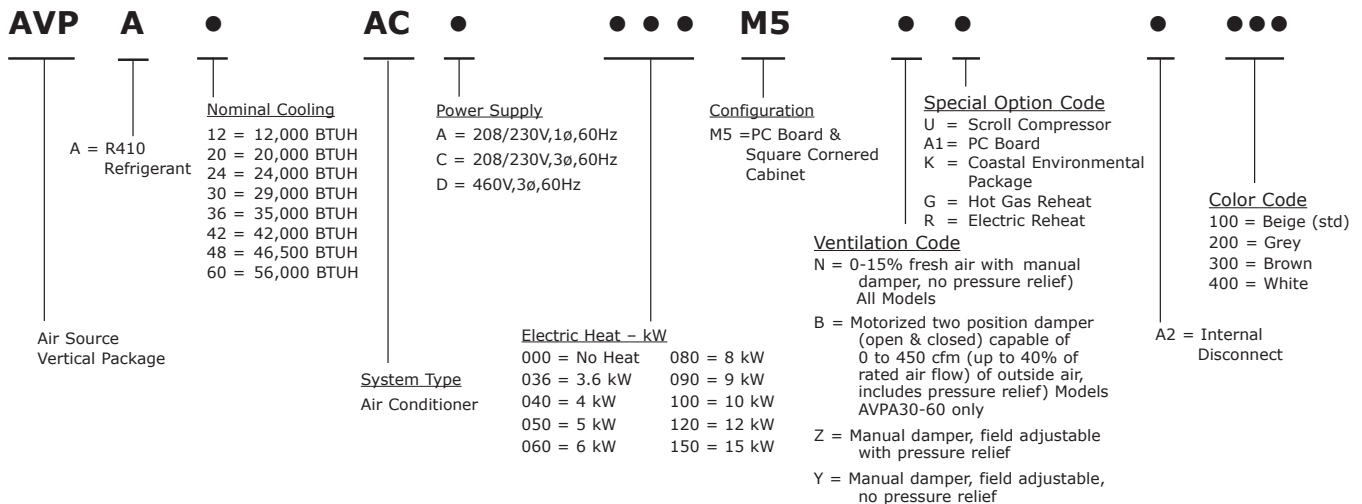 AVP A ● AC ● ● ● ● M5 ● ● ● ●●●
Air Source
Vertical Package
A = R410
Refrigerant
Nominal Cooling
12 = 12,000 BTUH
20 = 20,000 BTUH
24 = 24,000 BTUH
30 = 29,000 BTUH
36 = 35,000 BTUH
42 = 42,000 BTUH
48 = 46,500 BTUH
60 = 56,000 BTUH
System Type
Air Conditioner
Power Supply
A = 208/230V,1ø,60Hz
C = 208/230V,3ø,60Hz
D = 460V,3ø,60Hz
Electric Heat – kW
000 = No Heat 080 = 8 kW
036 = 3.6 kW 090 = 9 kW
040 = 4 kW 100 = 10 kW
050 = 5 kW 120 = 12 kW
060 = 6 kW 150 = 15 kW
Configuration
M5 =PC Board &
Square Cornered
Cabinet
Ventilation Code
N = 0-15% fresh air with manual
damper, no pressure relief)
All Models
B = Motorized two position damper
(open & closed) capable of
0 to 450 cfm (up to 40% of
rated air flow) of outside air,
includes pressure relief) Models
AVPA30-60 only
Z = Manual damper, field adjustable
with pressure relief
Y = Manual damper, field adjustable,
no pressure relief
Special Option Code
U = Scroll Compressor
A1= PC Board
K = Coastal Environmental
Package
G = Hot Gas Reheat
R = Electric Reheat
A2 = Internal
Disconnect
Color Code
100 = Beige (std)
200 = Grey
300 = Brown
400 = White